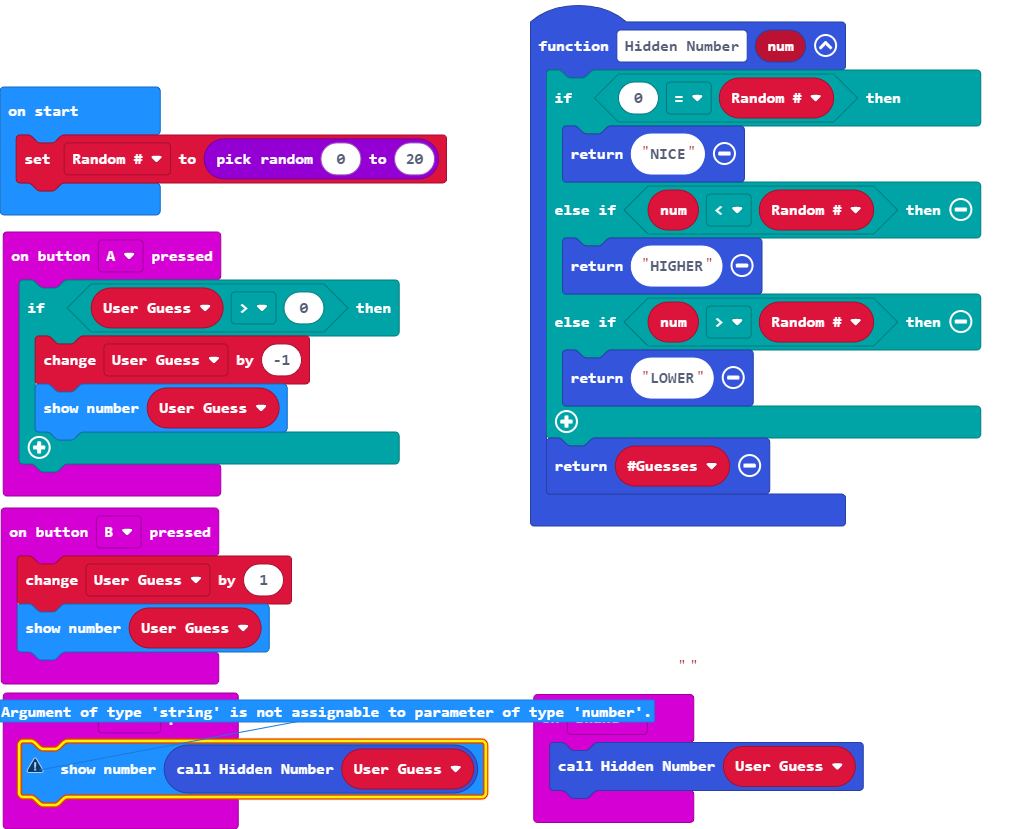 on start
set Random # to pick random 0 to 20
on button A pressed
if User Guess > 0 then
change User Guess by -1
show number User Guess
on button B pressed
change User Guess by 1
show number User Guess
Argument of type 'string' is not assignable to parameter of type 'number'.
show number call Hidden Number User Guess
function Hidden Number num
if 0 = Random # then
return "NICE"
else if num < Random # then
return "HIGHER"
else if num > Random # then
return "LOWER"
return #Guesses
" "
call Hidden Number User Guess